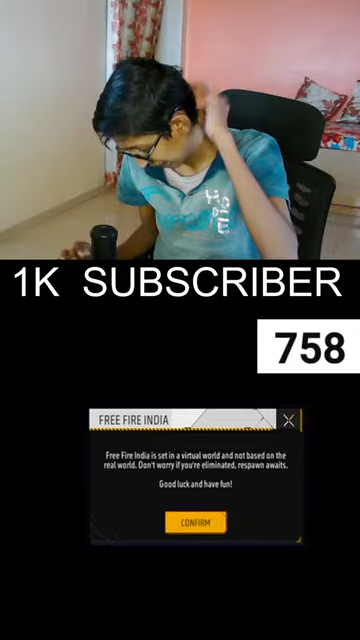 HOPE
1K SUBSCRIBER
758
FREE FIRE INDIA
Free Fire India is set in a virtual world and not based on the
real world. Don't worry if you're eliminated, respawn awaits.
Good luck and have fun!
CONFIRM